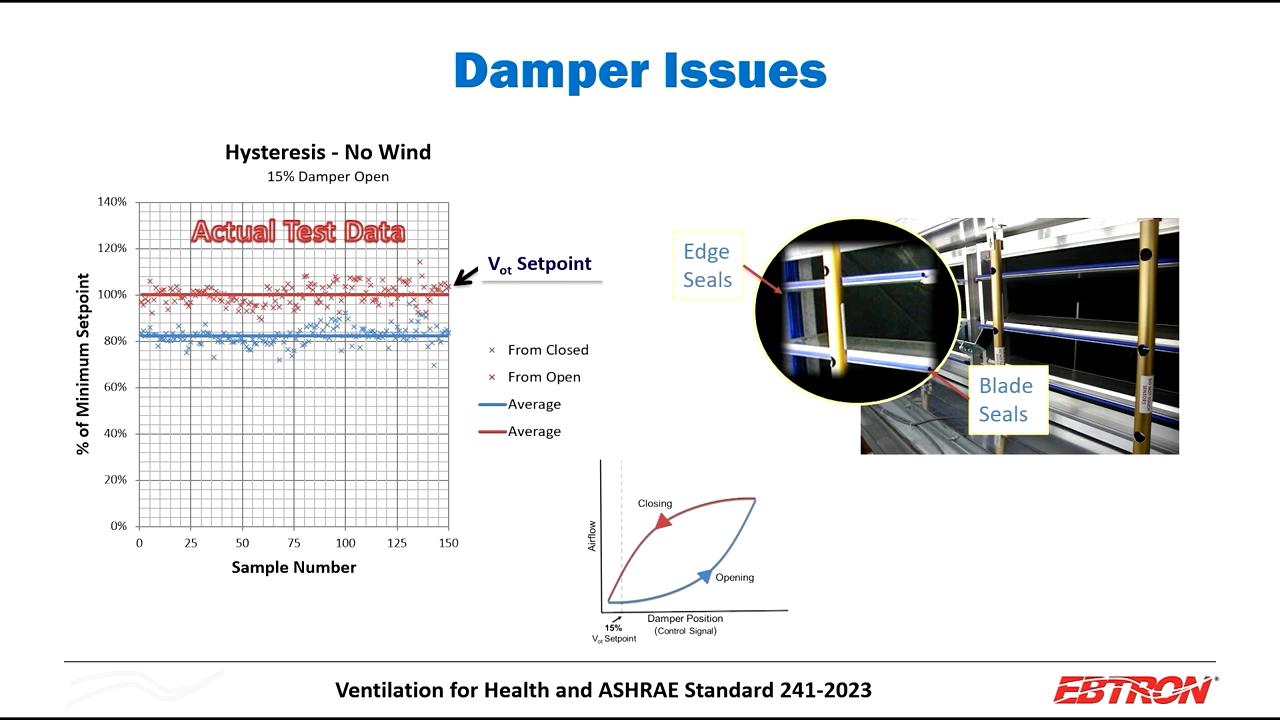 Damper Issues
Hysteresis - No Wind
15% Damper Open
Actual Test Data
% of Minimum Setpoint
140%
120%
100%
80%
60%
40%
20%
0%
0 25 50 75 100 125 150
Sample Number
Vot Setpoint
From Closed
From Open
Average
Average
Edge
Seals
Blade
Seals
Closing
Opening
Airflow
Damper Position
(Control Signal)
15%
Vot Setpoint
Ventilation for Health and ASHRAE Standard 241-2023
EBTRON®